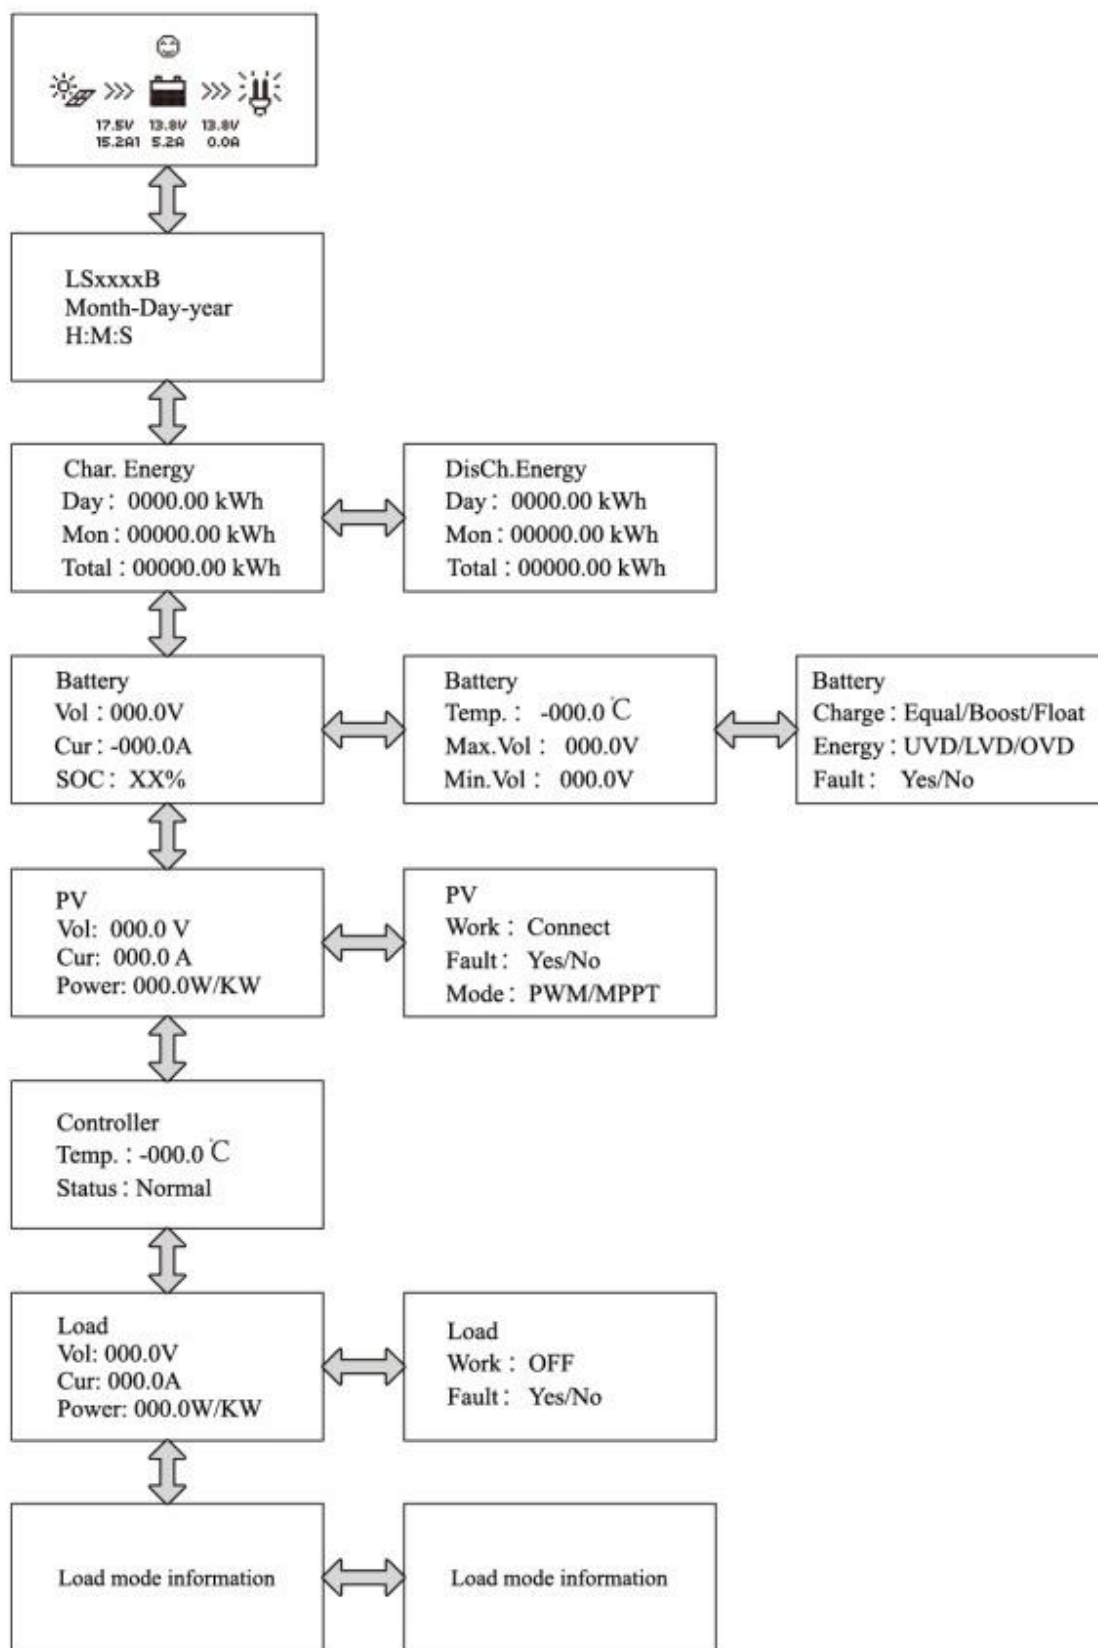 17.5V 13.8V 13.8V
15.2A1 5.2A 0.0A
LSxxxxB
Month-Day-year
H:M:S
Char. Energy
Day: 0000.00 kWh
Mon: 00000.00 kWh
Total: 00000.00 kWh
DisCh.Energy
Day: 0000.00 kWh
Mon: 00000.00 kWh
Total: 00000.00 kWh
Battery
Vol: 000.0V
Cur: -000.0A
SOC: XX%
Battery
Temp.: -000.0℃
Max.Vol: 000.0V
Min.Vol: 000.0V
Battery
Charge: Equal/Boost/Float
Energy: UVD/LVD/OVD
Fault: Yes/No
PV
Vol: 000.0 V
Cur: 000.0 A
Power: 000.0W/KW
PV
Work: Connect
Fault: Yes/No
Mode: PWM/MPPT
Controller
Temp.: -000.0℃
Status: Normal
Load
Vol: 000.0V
Cur: 000.0A
Power: 000.0W/KW
Load
Work: OFF
Fault: Yes/No
Load mode information
Load mode information